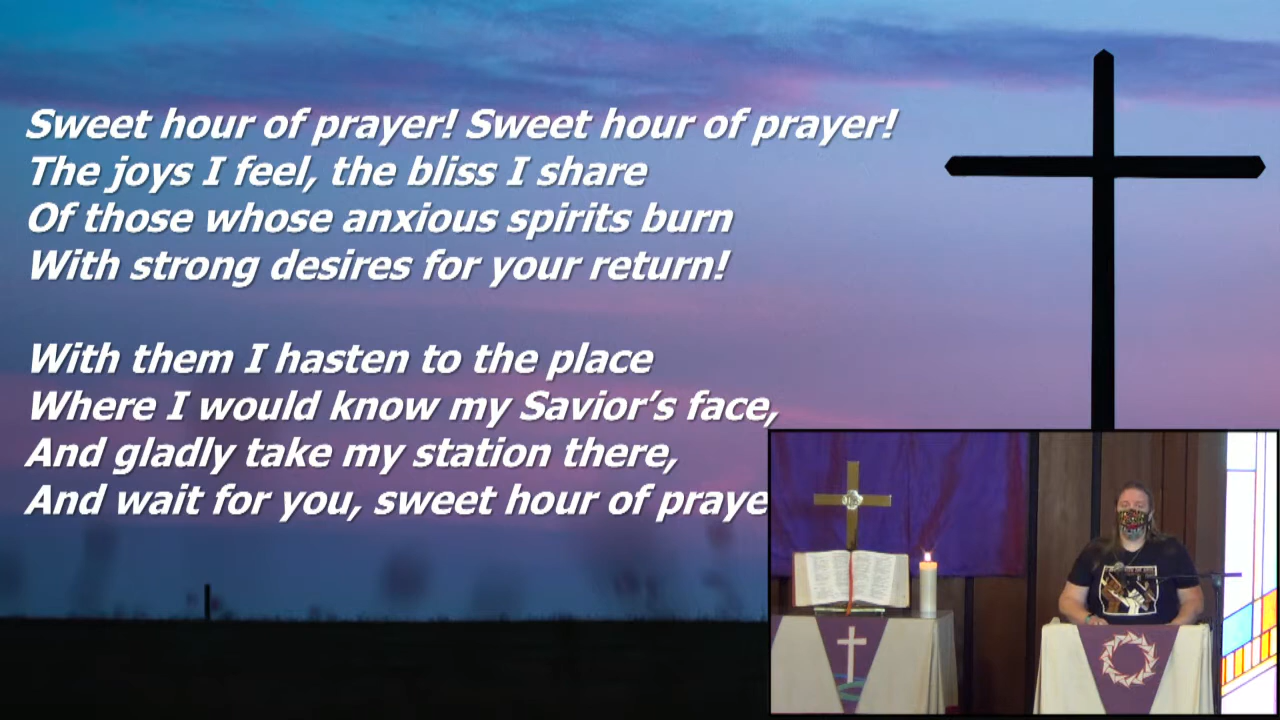 Sweet hour of prayer! Sweet hour of prayer!
The joys I feel, the bliss I share
Of those whose anxious spirits burn
With strong desires for your return!
With them I hasten to the place
Where I would know my Savior’s face,
And gladly take my station there,
And wait for you, sweet hour of praye